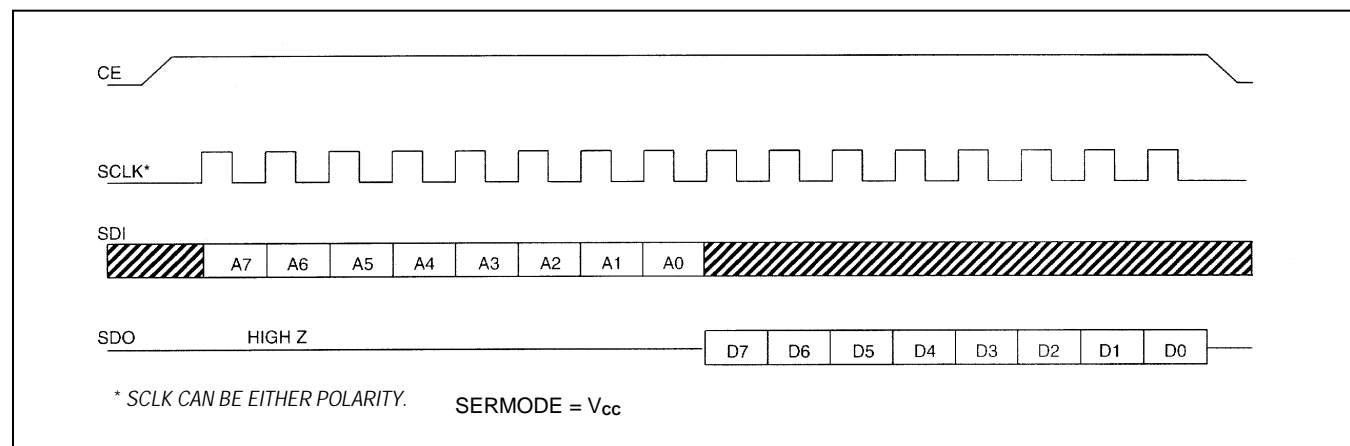 CE
SCLK*
SDI
A7 A6 A5 A4 A3 A2 A1 A0
SDO HIGH Z
D7 D6 D5 D4 D3 D2 D1 D0
* SCLK CAN BE EITHER POLARITY. SERMODE = VCC